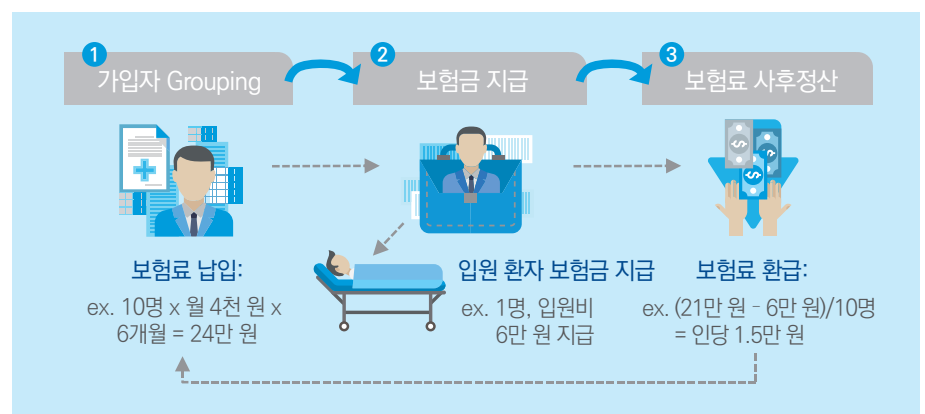 1
가입자 Grouping
2
보험금 지급
3
보험료 사후정산
보험료 납입:
ex. 10명 x 월 4천 원 x
6개월 = 24만 원
입원 환자 보험금 지급
ex. 1명, 입원비
6만 원 지급
보험료 환급:
ex. (21만 원 - 6만 원)/10명
= 인당 1.5만 원